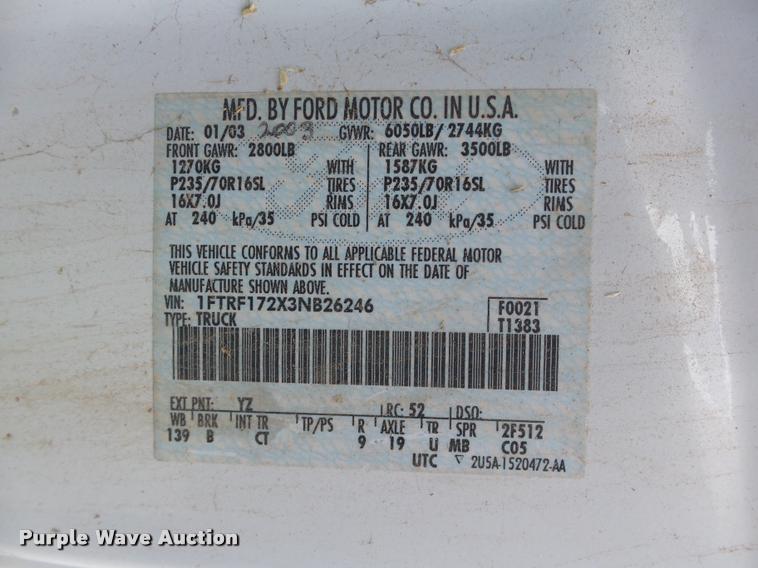 MFD. BY FORD MOTOR CO. IN U.S.A.
DATE: 01/03 2003 GVWR: 6050LB/ 2744KG
FRONT GAWR: 2800LB REAR GAWR: 3500LB
1270KG WITH 1587KG WITH
P235/70R16SL TIRES P235/70R16SL TIRES
16X7.0J RIMS 16X7.0J RIMS
AT 240 kPa/35 PSI COLD AT 240 kPa/35 PSI COLD
THIS VEHICLE CONFORMS TO ALL APPLICABLE FEDERAL MOTOR
VEHICLE SAFETY STANDARDS IN EFFECT ON THE DATE OF
MANUFACTURE SHOWN ABOVE.
VIN: 1FTRF172X3NB26246 F0021
TYPE: TRUCK T1383
EXT PNT: YZ RC: 52 DSO:
WB BRK INT TR TP/PS R AXLE TR SPR 2F512
139 B CT 9 19 U MB C05
UTC ▽ 2U5A-1520472-AA
Purple Wave Auction